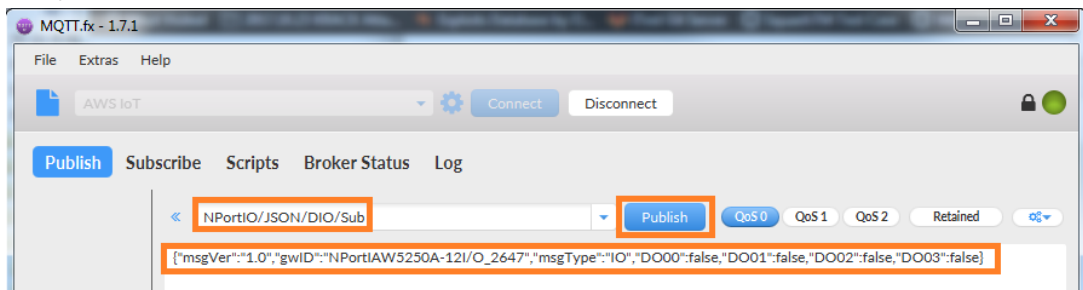 MQTT.fx - 1.7.1
File Extras Help
AWS IoT Connect Disconnect
Publish Subscribe Scripts Broker Status Log
NPortIO/JSON/DIO/Sub Publish QoS 0 QoS 1 QoS 2 Retained
{"msgVer":"1.0","gwID":"NPortIAW5250A-12I/O_2647","msgType":"IO","DO00":false,"DO01":false,"DO02":false,"DO03":false}